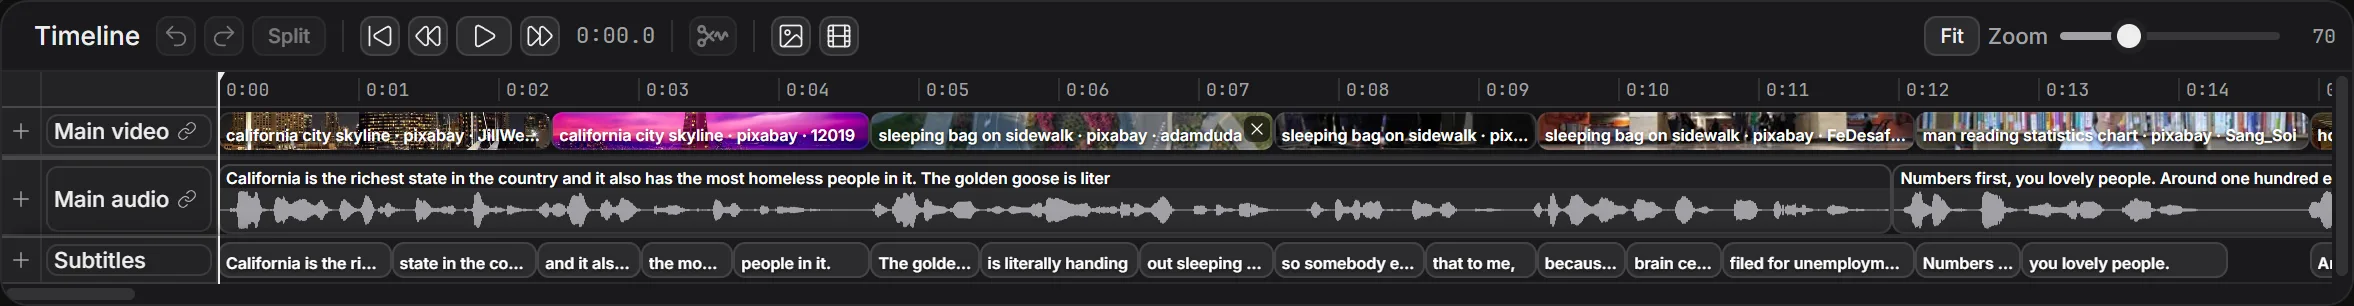 Timeline Split 0:00.0 Fit Zoom 70
0:00 0:01 0:02 0:03 0:04 0:05 0:06 0:07 0:08 0:09 0:10 0:11 0:12 0:13 0:14
Main video california city skyline · pixabay · JillWe... california city skyline · pixabay · 12019 sleeping bag on sidewalk · pixabay · adamduda sleeping bag on sidewalk · pix... sleeping bag on sidewalk · pixabay · FeDesaf... man reading statistics chart · pixabay · Sang_Soi
California is the richest state in the country and it also has the most homeless people in it. The golden goose is liter Numbers first, you lovely people. Around one hundred e
Main audio
Subtitles California is the ri... state in the co... and it als... the mo... people in it. The golde... is literally handing out sleeping ... so somebody e... that to me, becaus... brain ce... filed for unemploym... Numbers ... you lovely people.